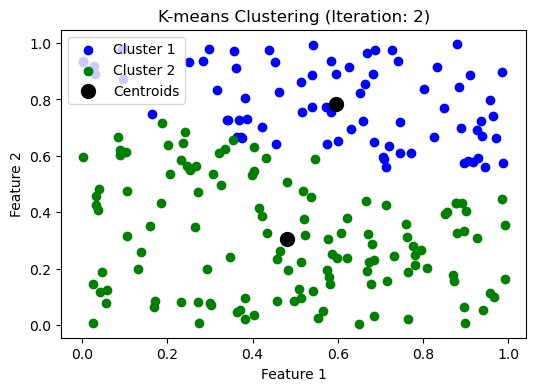 K-means Clustering (Iteration: 2)
Cluster 1
Cluster 2
Centroids
Feature 2
1.0
0.8
0.6
0.4
0.2
0.0
0.0 0.2 0.4 0.6 0.8 1.0
Feature 1